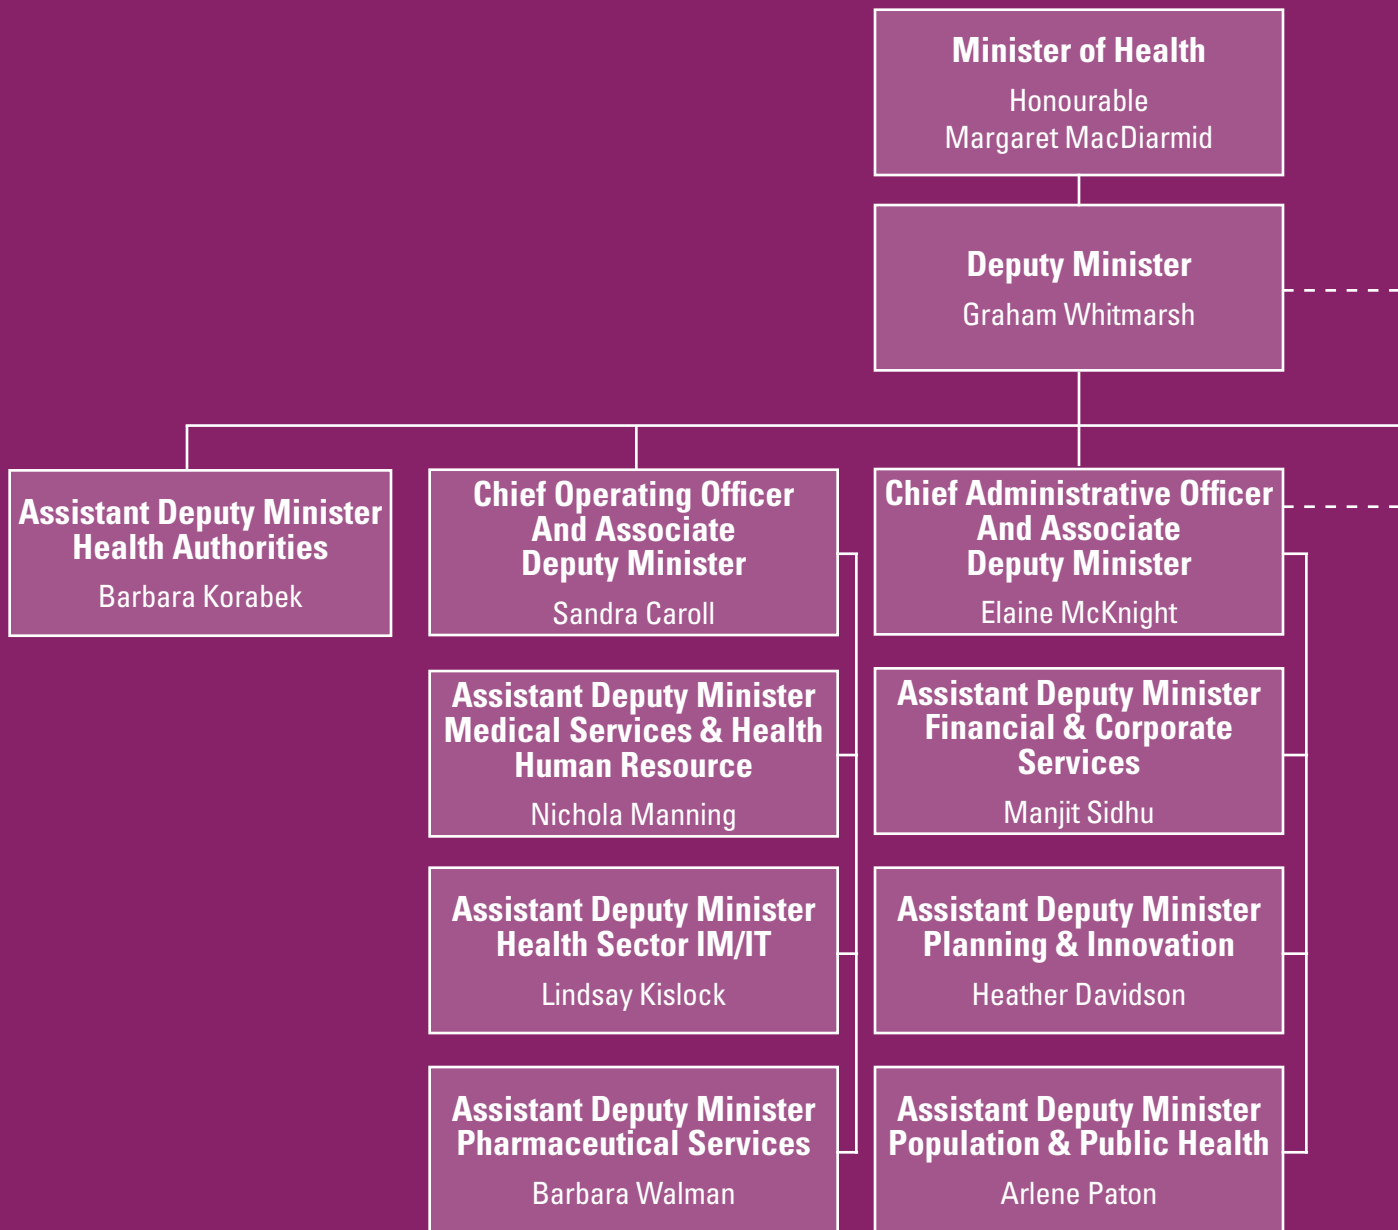 Minister of Health
Honourable
Margaret MacDiarmid
Deputy Minister
Graham Whitmarsh
Assistant Deputy Minister
Health Authorities
Barbara Korabek
Chief Operating Officer
And Associate
Deputy Minister
Sandra Caroll
Chief Administrative Officer
And Associate
Deputy Minister
Elaine McKnight
Assistant Deputy Minister
Medical Services & Health
Human Resource
Nichola Manning
Assistant Deputy Minister
Financial & Corporate
Services
Manjit Sidhu
Assistant Deputy Minister
Health Sector IM/IT
Lindsay Kislock
Assistant Deputy Minister
Planning & Innovation
Heather Davidson
Assistant Deputy Minister
Pharmaceutical Services
Barbara Walman
Assistant Deputy Minister
Population & Public Health
Arlene Paton